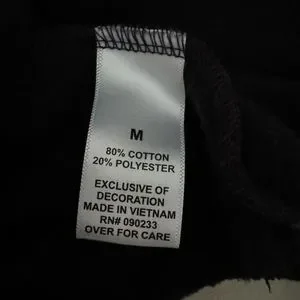 M
80% COTTON
20% POLYESTER
EXCLUSIVE OF
DECORATION
MADE IN VIETNAM
RN# 090233
OVER FOR CARE